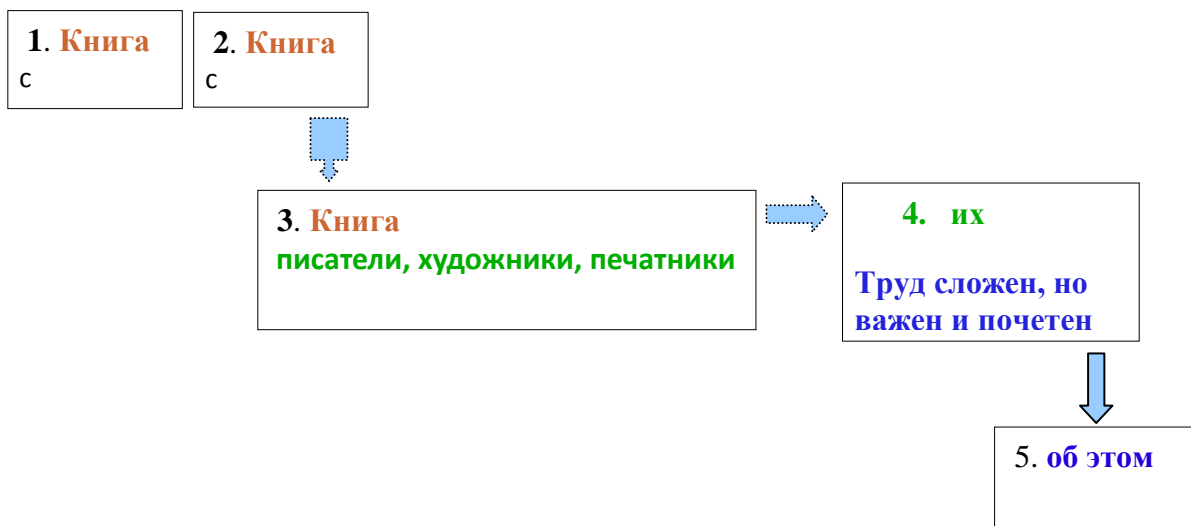 1. Книга
с
2. Книга
с
3. Книга
писатели, художники, печатники
4. их
Труд сложен, но
важен и почетен
5. об этом